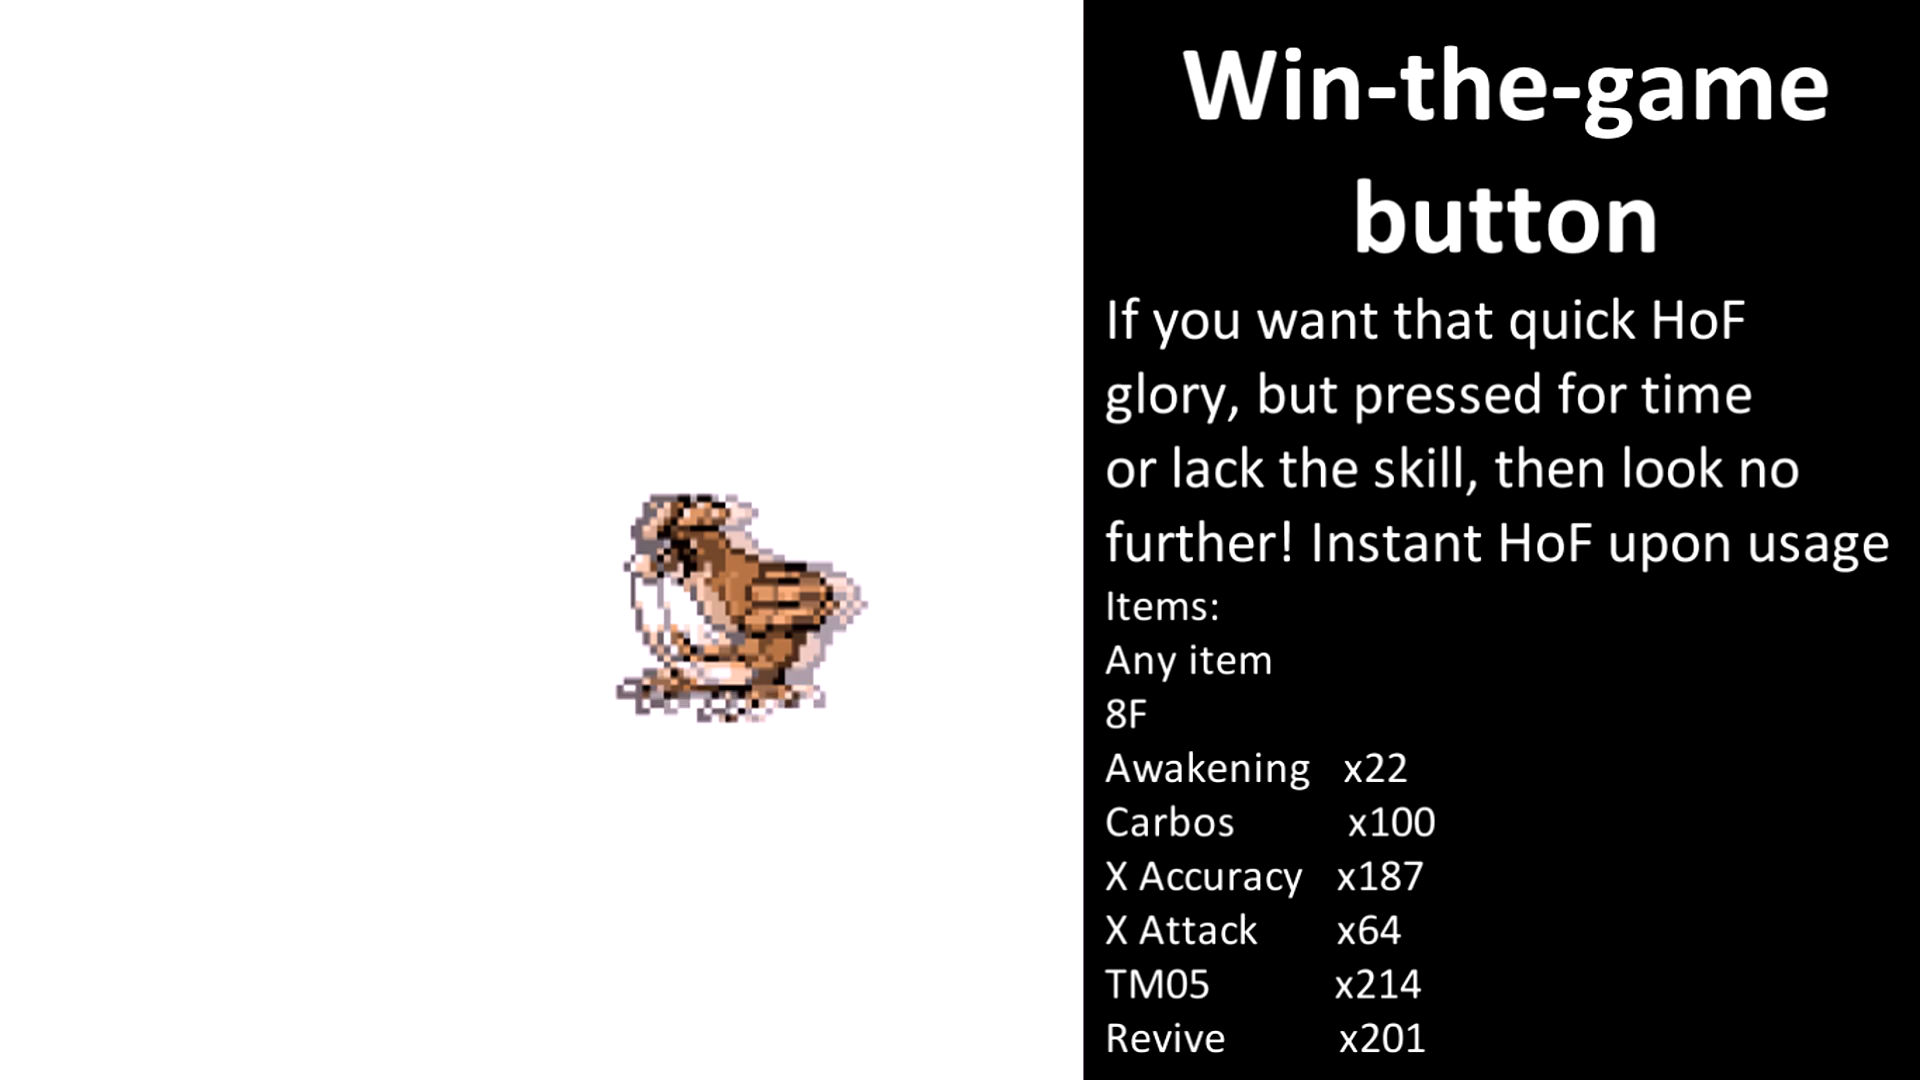 Win-the-game
button
If you want that quick HoF
glory, but pressed for time
or lack the skill, then look no
further! Instant HoF upon usage
Items:
Any item
8F
Awakening x22
Carbos x100
X Accuracy x187
X Attack x64
TM05 x214
Revive x201